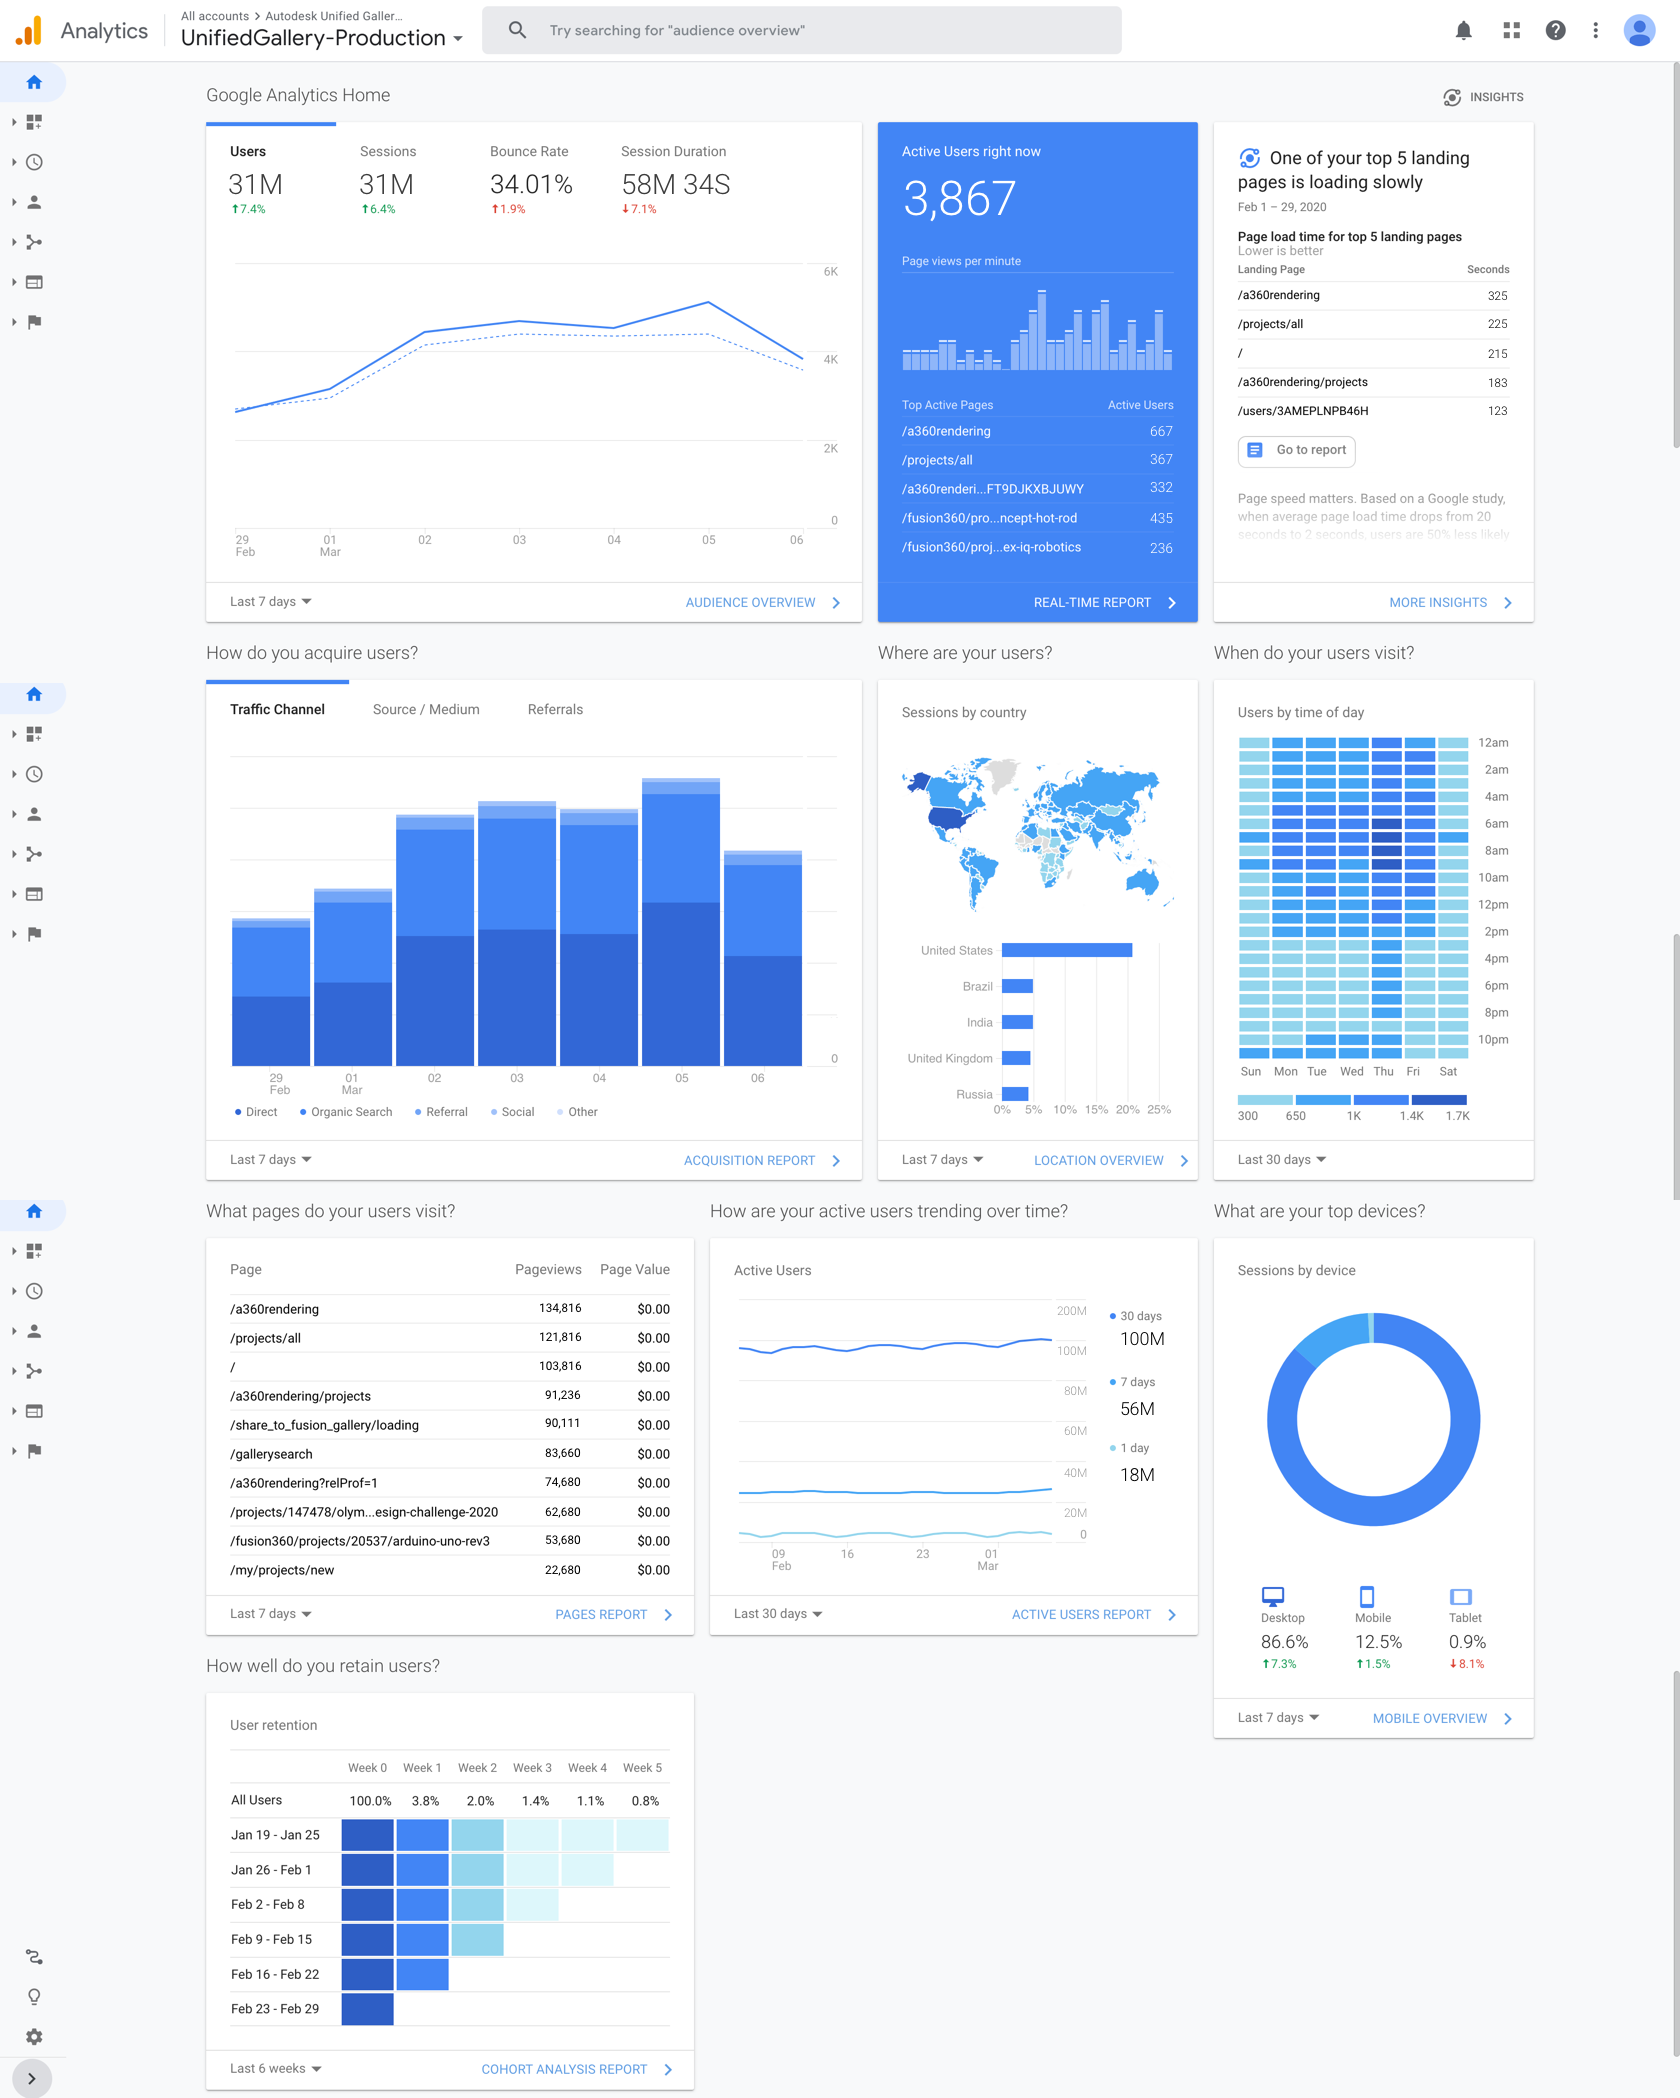 All accounts > Autodesk Unified Galler...
Analytics
UnifiedGallery-Production
Try searching for "audience overview"
Google Analytics Home
INSIGHTS
Users Sessions Bounce Rate Session Duration
31M 31M 34.01% 58M 34S
7.4% 6.4% 1.9% 7.1%
6K
4K
2K
0
29 01 02 03 04 05 06
Feb Mar
Last 7 days
AUDIENCE OVERVIEW
Active Users right now
3,867
Page views per minute
Top Active Pages Active Users
/a360rendering 667
/projects/all 367
/a360renderi...FT9DJKXBJUWY 332
/fusion360/pro...ncept-hot-rod 435
/fusion360/proj...ex-iq-robotics 236
REAL-TIME REPORT
One of your top 5 landing
pages is loading slowly
Feb 1 – 29, 2020
Page load time for top 5 landing pages
Lower is better
Landing Page Seconds
/a360rendering 325
/projects/all 225
/ 215
/a360rendering/projects 183
/users/3AMEPLNPB46H 123
Go to report
Page speed matters. Based on a Google study,
when average page load time drops from 20
seconds to 2 seconds, users are 50% less likely
MORE INSIGHTS
How do you acquire users?
Traffic Channel Source / Medium Referrals
0
29 01 02 03 04 05 06
Feb Mar
Direct Organic Search Referral Social Other
Last 7 days
ACQUISITION REPORT
Where are your users?
Sessions by country
United States
Brazil
India
United Kingdom
Russia
0% 5% 10% 15% 20% 25%
Last 7 days
LOCATION OVERVIEW
When do your users visit?
Users by time of day
12am
2am
4am
6am
8am
10am
12pm
2pm
4pm
6pm
8pm
10pm
Sun Mon Tue Wed Thu Fri Sat
300 650 1K 1.4K 1.7K
Last 30 days
What pages do your users visit?
Page Pageviews Page Value
/a360rendering 134,816 $0.00
/projects/all 121,816 $0.00
/ 103,816 $0.00
/a360rendering/projects 91,236 $0.00
/share_to_fusion_gallery/loading 90,111 $0.00
/gallerysearch 83,660 $0.00
/a360rendering?relProf=1 74,680 $0.00
/projects/147478/olym...esign-challenge-2020 62,680 $0.00
/fusion360/projects/20537/arduino-uno-rev3 53,680 $0.00
/my/projects/new 22,680 $0.00
Last 7 days
PAGES REPORT
How are your active users trending over time?
Active Users
200M
100M
80M
60M
40M
20M
0
09 16 23 01
Feb Mar
30 days
100M
7 days
56M
1 day
18M
Last 30 days
ACTIVE USERS REPORT
What are your top devices?
Sessions by device
Desktop Mobile Tablet
86.6% 12.5% 0.9%
7.3% 1.5% 8.1%
Last 7 days
MOBILE OVERVIEW
How well do you retain users?
User retention
Week 0 Week 1 Week 2 Week 3 Week 4 Week 5
All Users 100.0% 3.8% 2.0% 1.4% 1.1% 0.8%
Jan 19 - Jan 25
Jan 26 - Feb 1
Feb 2 - Feb 8
Feb 9 - Feb 15
Feb 16 - Feb 22
Feb 23 - Feb 29
Last 6 weeks
COHORT ANALYSIS REPORT